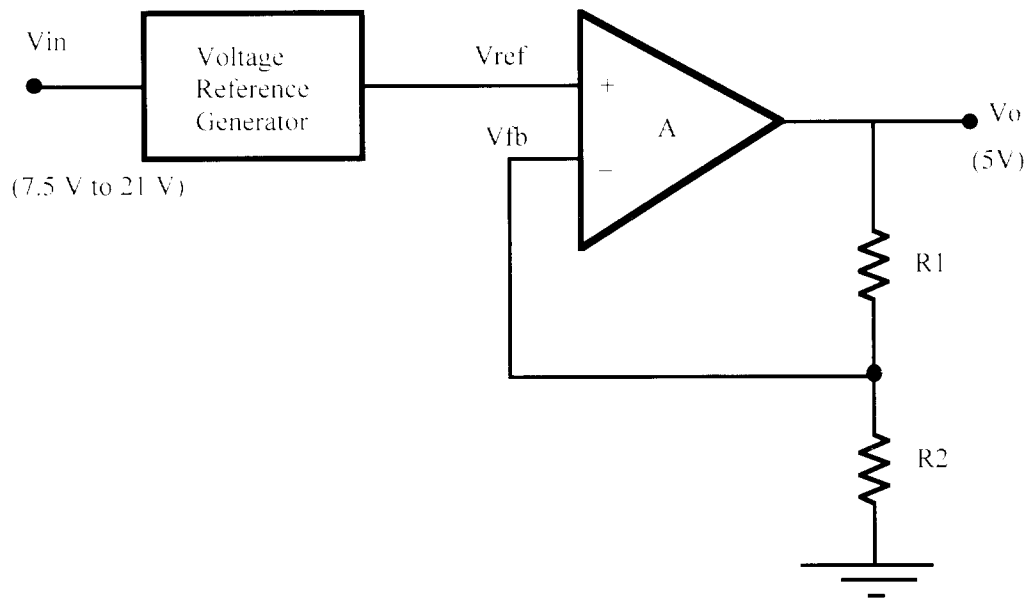 Vin
Voltage
Reference
Generator
(7.5 V to 21 V)
Vref
Vfb
+
−
A
Vo
(5V)
R1
R2